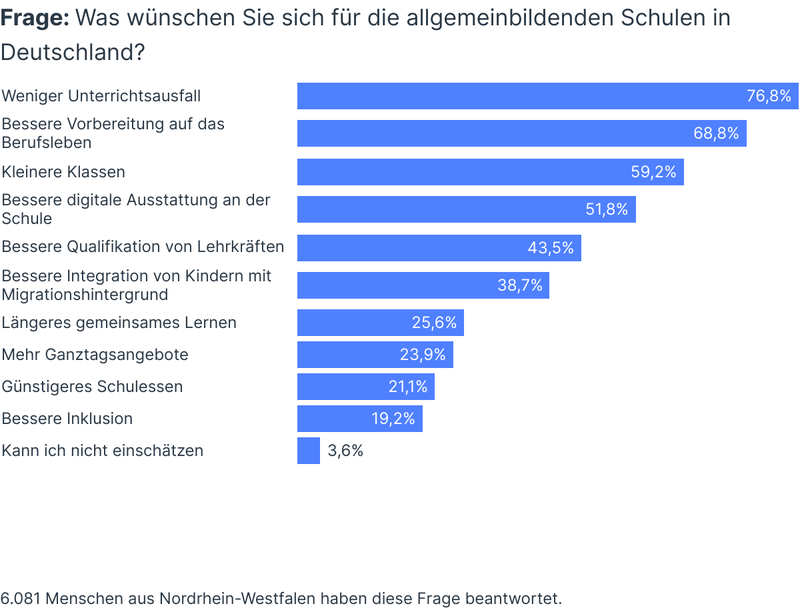 Frage: Was wünschen Sie sich für die allgemeinbildenden Schulen in
Deutschland?
Weniger Unterrichtsausfall 76,8%
Bessere Vorbereitung auf das
Berufsleben 68,8%
Kleinere Klassen 59,2%
Bessere digitale Ausstattung an der
Schule 51,8%
Bessere Qualifikation von Lehrkräften 43,5%
Bessere Integration von Kindern mit
Migrationshintergrund 38,7%
Längeres gemeinsames Lernen 25,6%
Mehr Ganztagsangebote 23,9%
Günstigeres Schulessen 21,1%
Bessere Inklusion 19,2%
Kann ich nicht einschätzen 3,6%
6.081 Menschen aus Nordrhein-Westfalen haben diese Frage beantwortet.